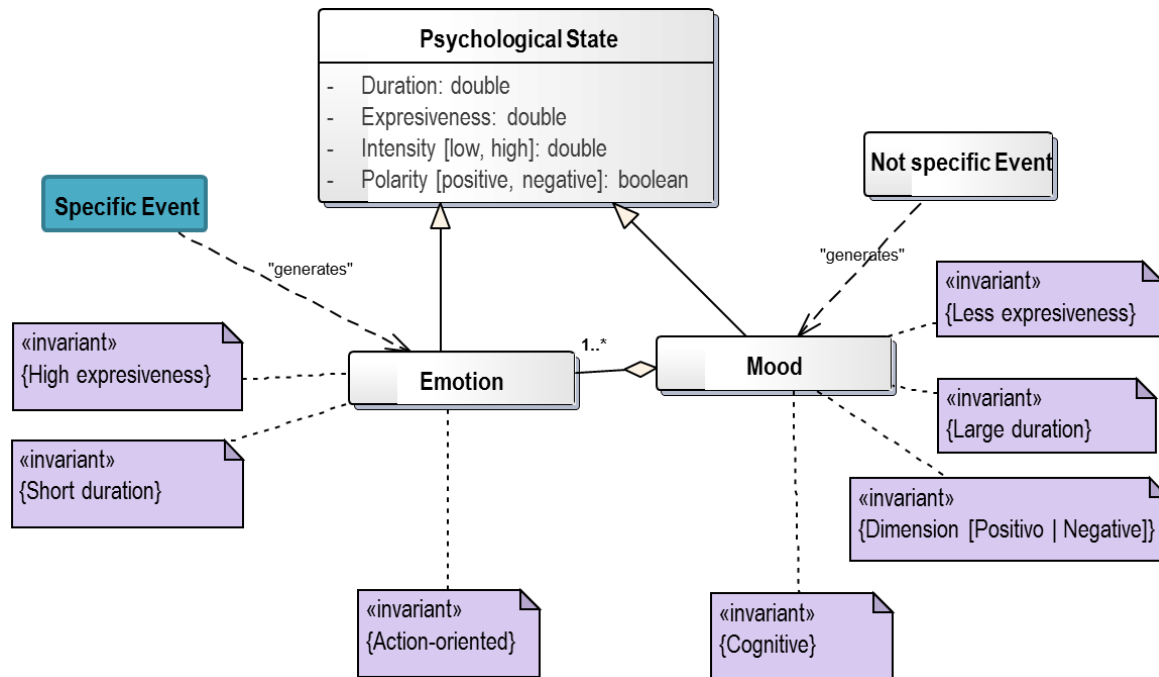 Psychological State
- Duration: double
- Expresiveness: double
- Intensity [low, high]: double
- Polarity [positive, negative]: boolean
Not specific Event
Specific Event
"generates"
"generates"
«invariant»
{Less expresiveness}
«invariant»
{High expresiveness}
1..*
Emotion
Mood
«invariant»
{Large duration}
«invariant»
{Short duration}
«invariant»
{Dimension [Positivo | Negative]}
«invariant»
{Action-oriented}
«invariant»
{Cognitive}